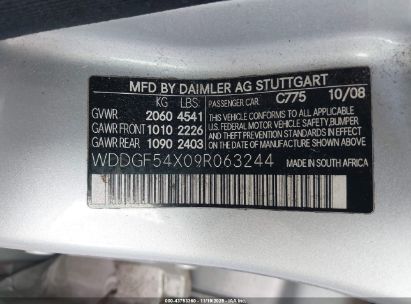 MFD BY DAIMLER AG STUTTGART
KG LBS. PASSENGER CAR C775 10/08
GVWR 2060 4541
GAWR FRONT 1010 2226
GAWR REAR 1090 2403
THIS VEHICLE CONFORMS TO ALL APPLICABLE
U.S. FEDERAL MOTOR VEHICLE SAFETY,BUMPER
AND THEFT PREVENTION STANDARDS IN EFFECT
ON THE DATE OF MANUFACTURE SHOWN ABOVE.
WDDGF54X09R063244 MADE IN SOUTH AFRICA